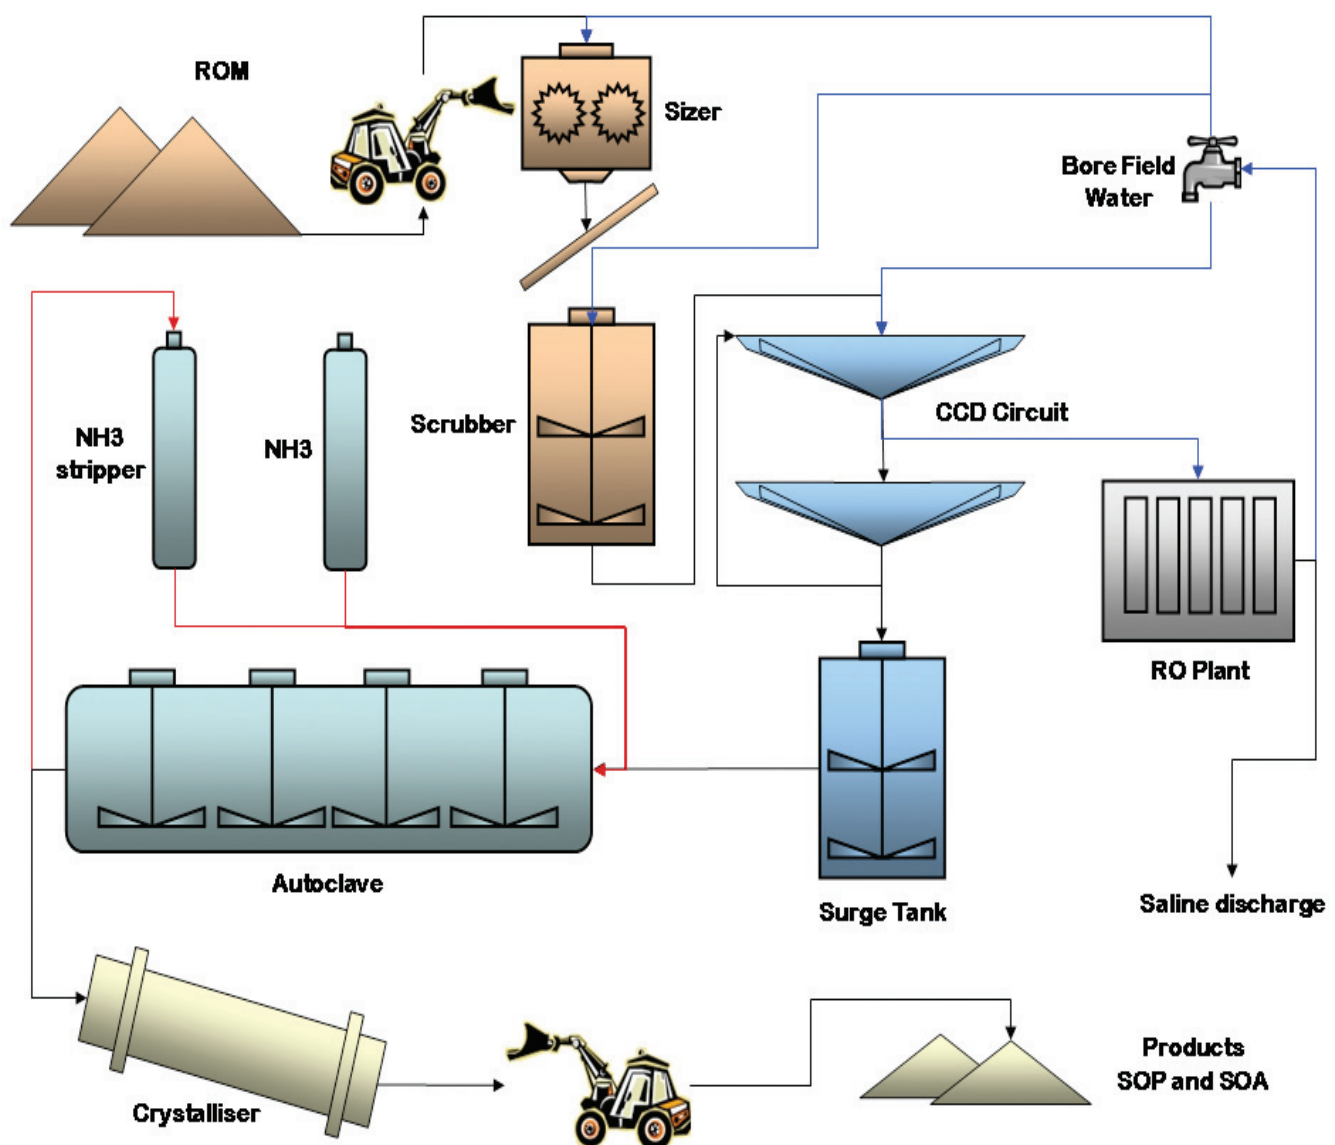 ROM
Sizer
Bore Field
Water
NH3
stripper
NH3
Scrubber
CCD Circuit
RO Plant
Autoclave
Surge Tank
Saline discharge
Crystalliser
Products
SOP and SOA